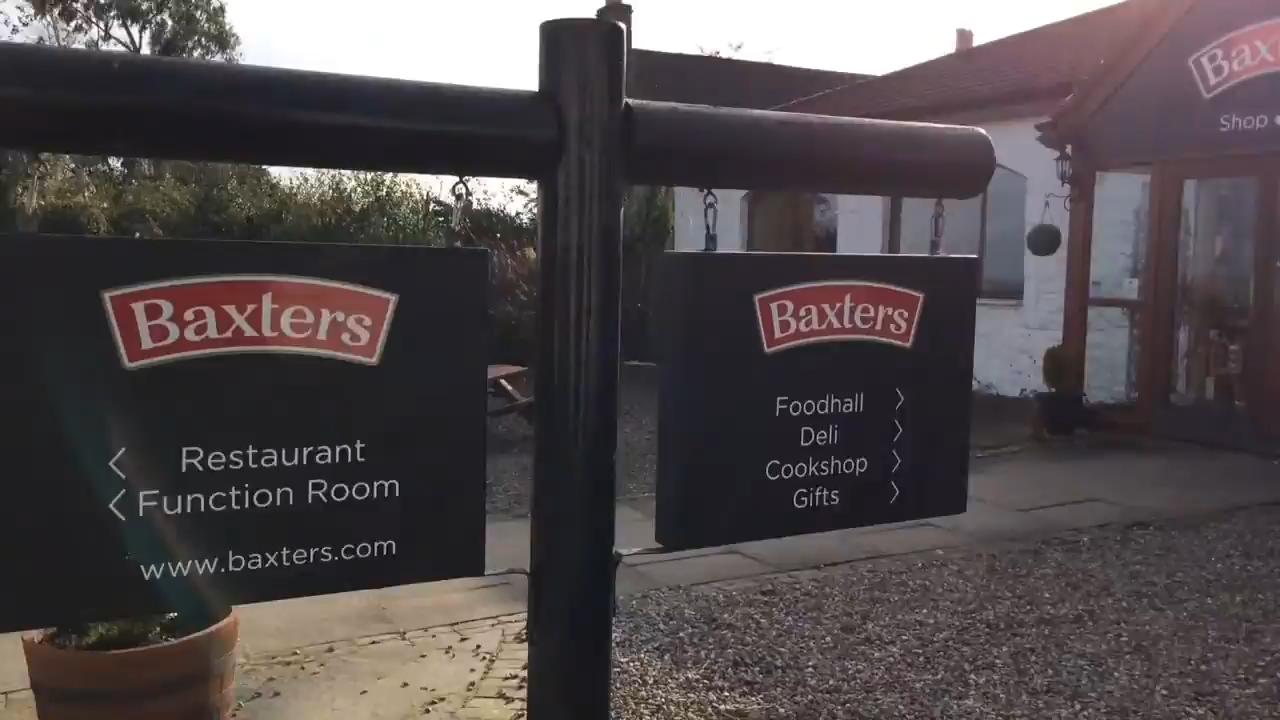 Baxters
< Restaurant
< Function Room
www.baxters.com
Baxters
Foodhall >
Deli >
Cookshop >
Gifts >
Shop